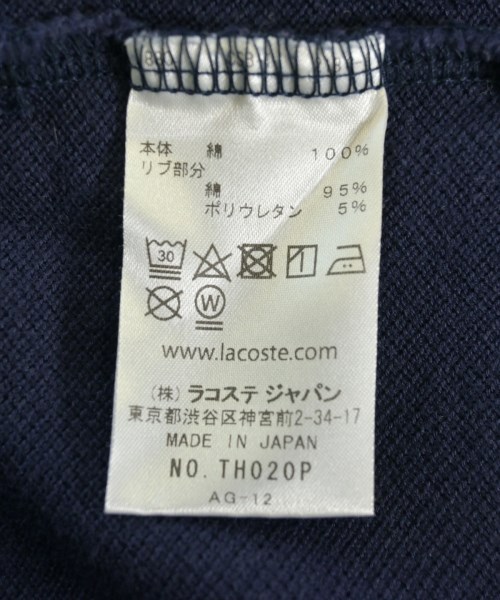 本体 綿 100%
リブ部分
綿 95%
ポリウレタン 5%
30
W
www.lacoste.com
(株) ラコステ ジャパン
東京都渋谷区神宮前2-34-17
MADE IN JAPAN
NO. TH020P
AG-12